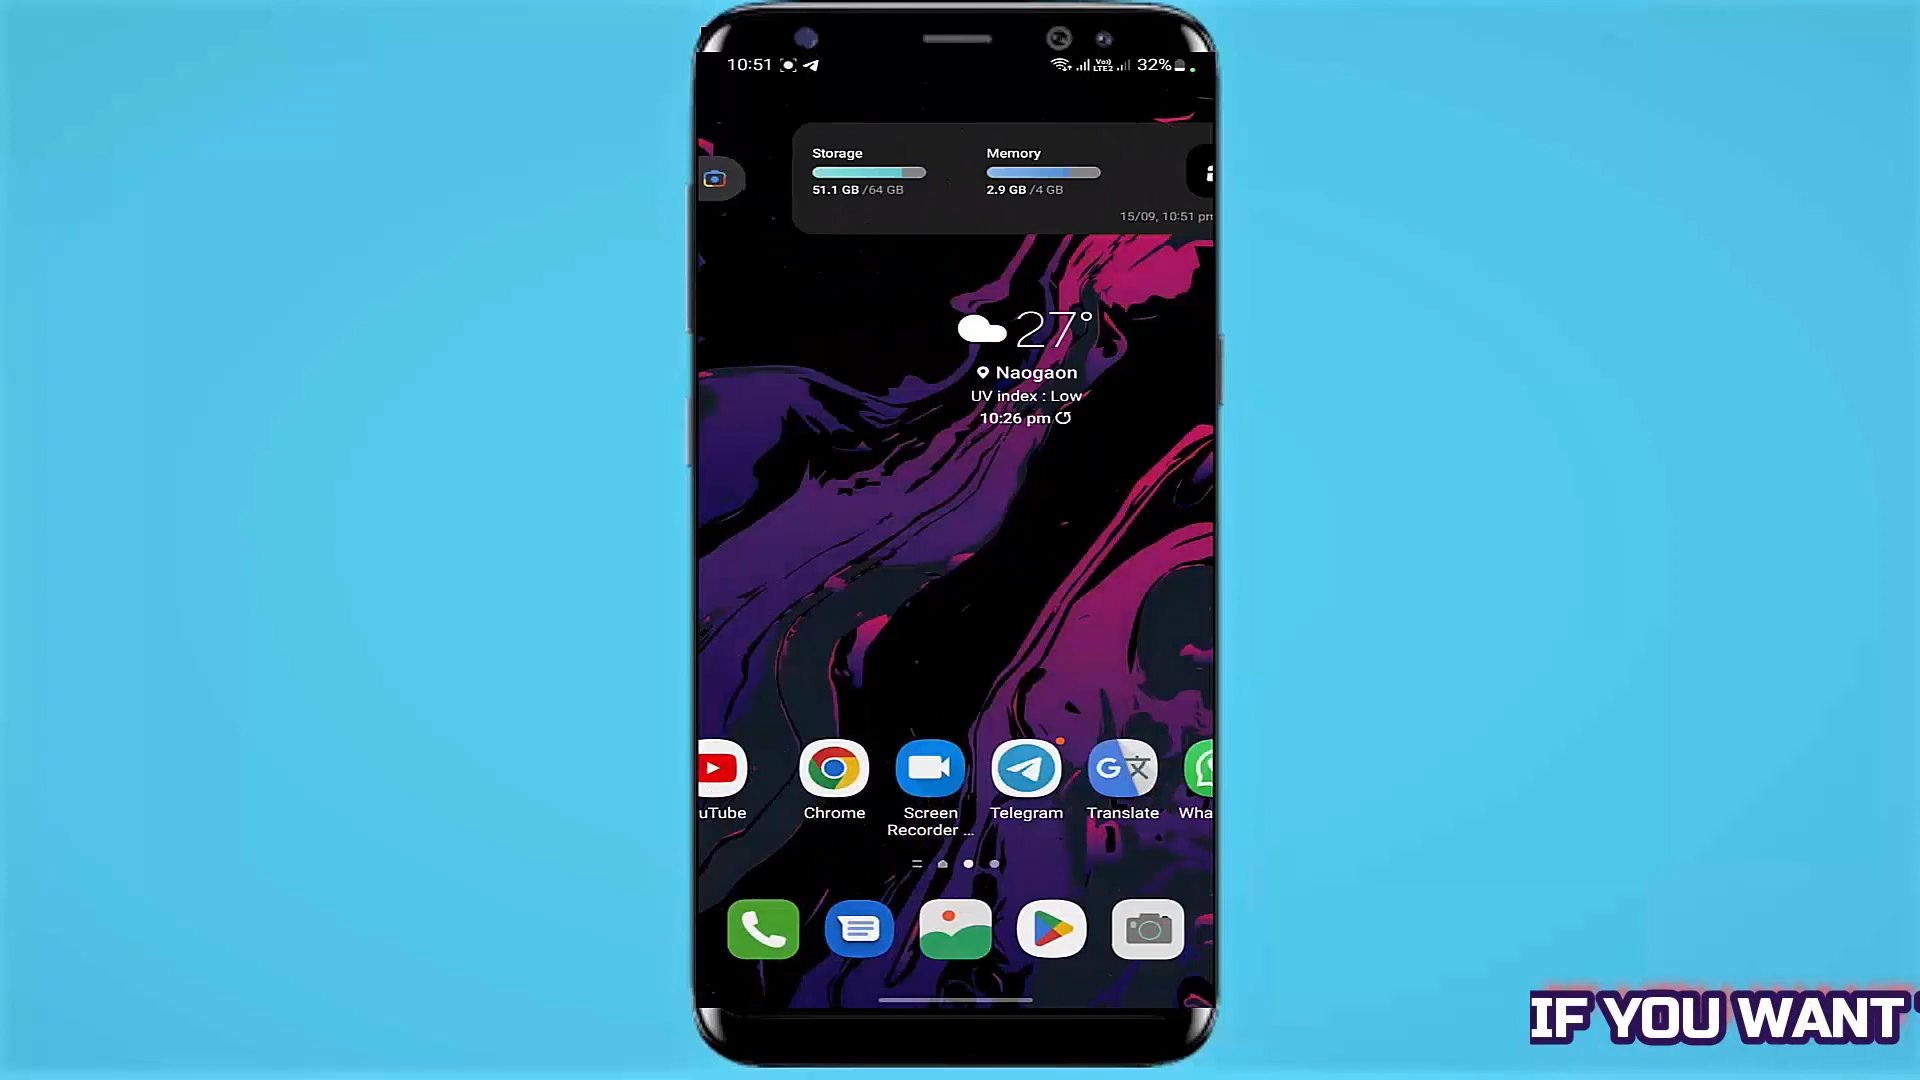 10:51
Vo))
LTE2
32%
Storage
Memory
51.1 GB /64 GB
2.9 GB /4 GB
15/09, 10:51 pm
27°
Naogaon
UV index : Low
10:26 pm
uTube
Chrome
Screen
Recorder ...
Telegram
Translate
Wha
IF YOU WANT